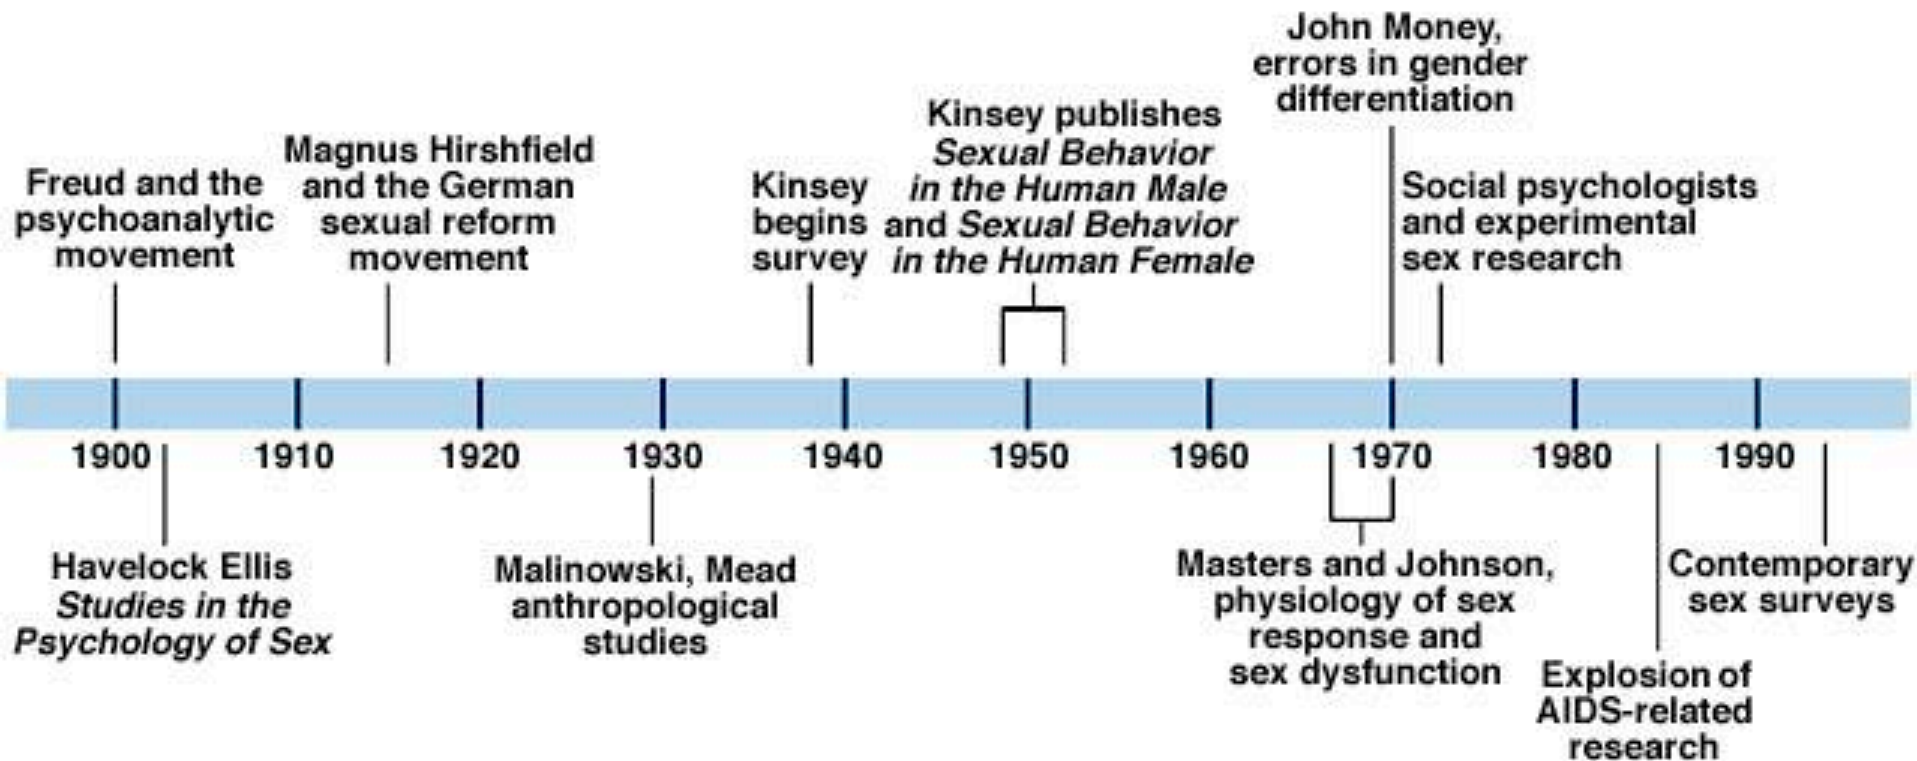 John Money,
errors in gender
differentiation
Kinsey publishes
Sexual Behavior
in the Human Male
and Sexual Behavior
in the Human Female
Magnus Hirshfield
and the German
sexual reform
movement
Freud and the
psychoanalytic
movement
Kinsey
begins
survey
Social psychologists
and experimental
sex research
1900 1910 1920 1930 1940 1950 1960 1970 1980 1990
Havelock Ellis
Studies in the
Psychology of Sex
Malinowski, Mead
anthropological
studies
Masters and Johnson,
physiology of sex
response and
sex dysfunction
Contemporary
sex surveys
Explosion of
AIDS-related
research